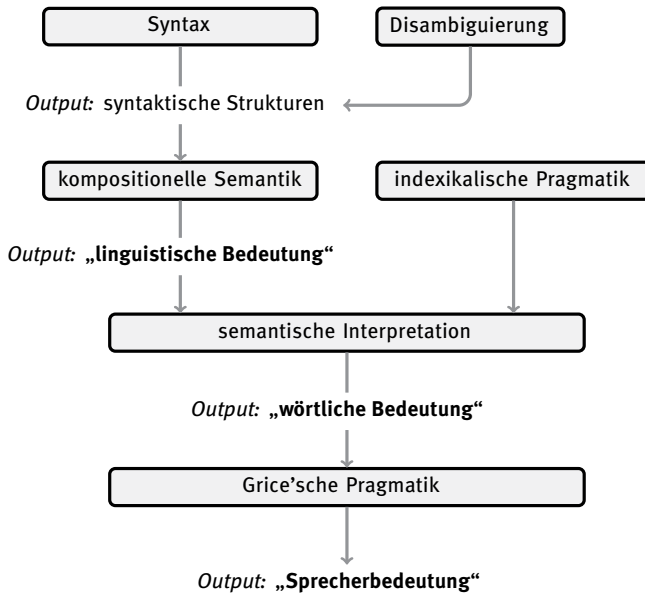 Syntax
Disambiguierung
Output: syntaktische Strukturen
kompositionelle Semantik
indexikalische Pragmatik
Output: „linguistische Bedeutung“
semantische Interpretation
Output: „wörtliche Bedeutung“
Grice'sche Pragmatik
Output: „Sprecherbedeutung“